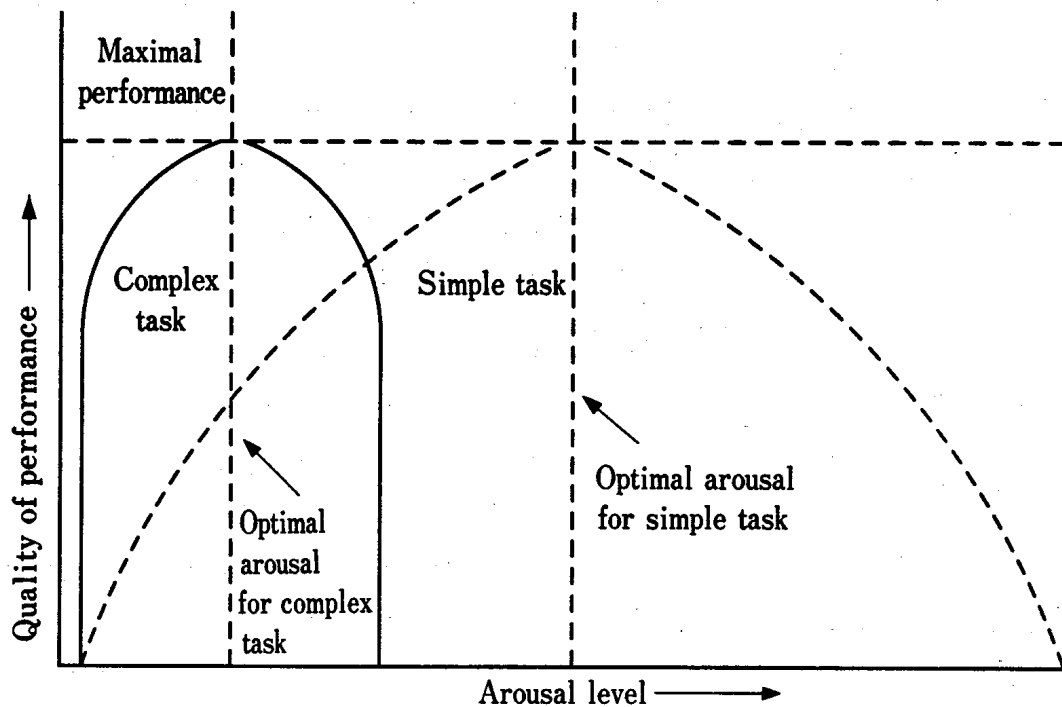 Maximal
performance
Quality of performance
Complex
task
Simple task
Optimal
arousal
for complex
task
Optimal arousal
for simple task
Arousal level